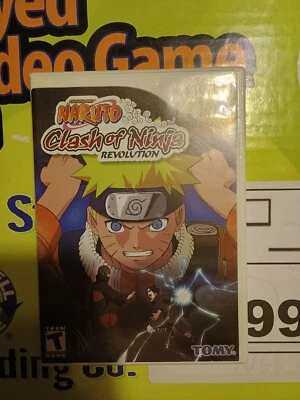 yed
deo Game
NARUTO
Clash of Ninja
REVOLUTION
S
99
TEEN
T
TOMY
ding Co.